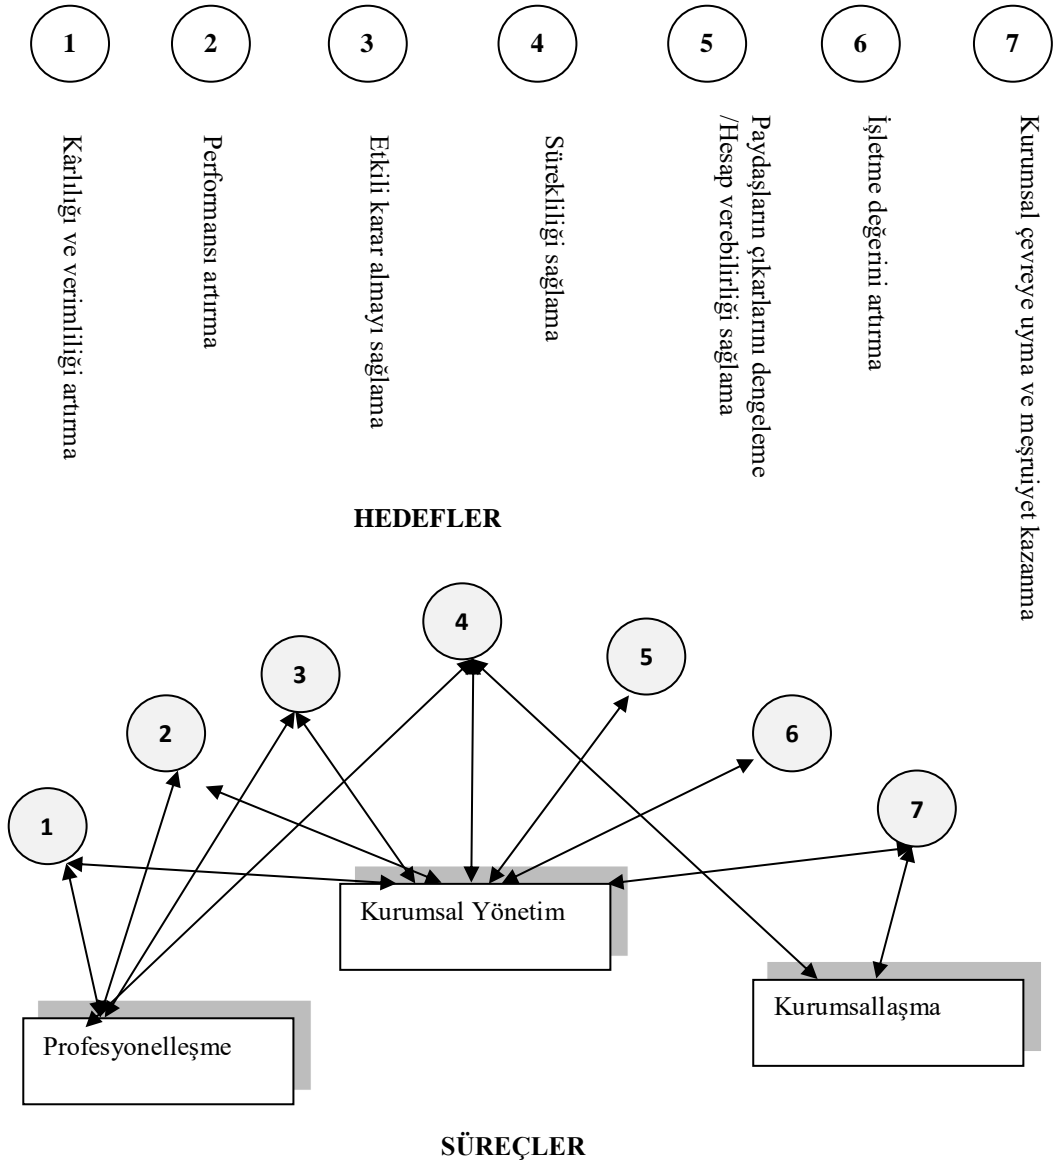 1
2
3
4
5
6
7
Kârlılığı ve verimliliği artırma
Performansı artırma
Etkili karar almayı sağlama
Sürekliliği sağlama
Paydaşların çıkarlarını dengeleme
/Hesap verebilirliği sağlama
İşletme değerini artırma
Kurumsal çevreye uyma ve meşruiyet kazanma
HEDEFLER
4
5
3
2
6
7
1
Kurumsal Yönetim
Kurumsallaşma
Profesyonelleşme
SÜREÇLER